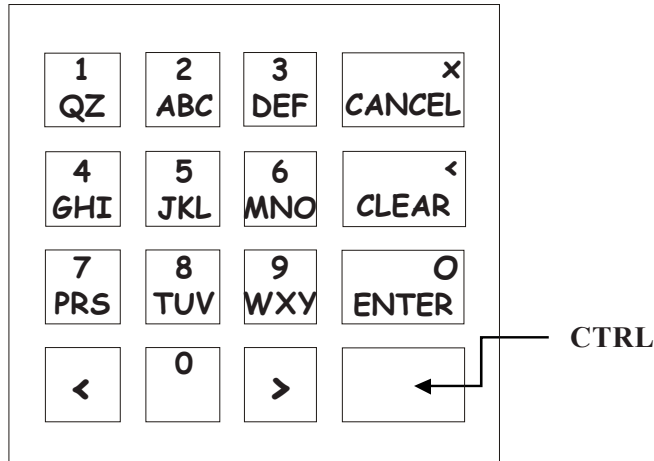 1 2 3 x
QZ ABC DEF CANCEL
4 5 6 <
GHI JKL MNO CLEAR
7 8 9 O
PRS TUV WXY ENTER
CTRL
< 0 >